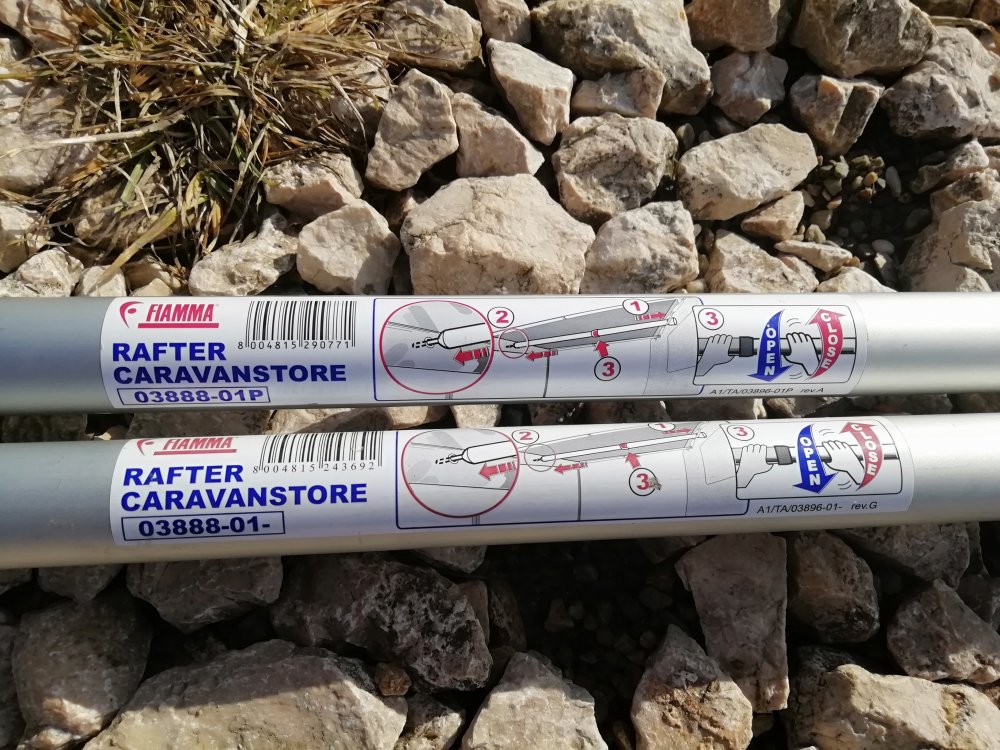 FIAMMA
8 004815 290771
RAFTER
CARAVANSTORE
03888-01P
2
1
3
3
OPEN
CLOSE
A1/TA/03896-01P rev.A
FIAMMA
8 004815 243692
RAFTER
CARAVANSTORE
03888-01-
2
1
3
3
OPEN
CLOSE
A1/TA/03896-01- rev.G